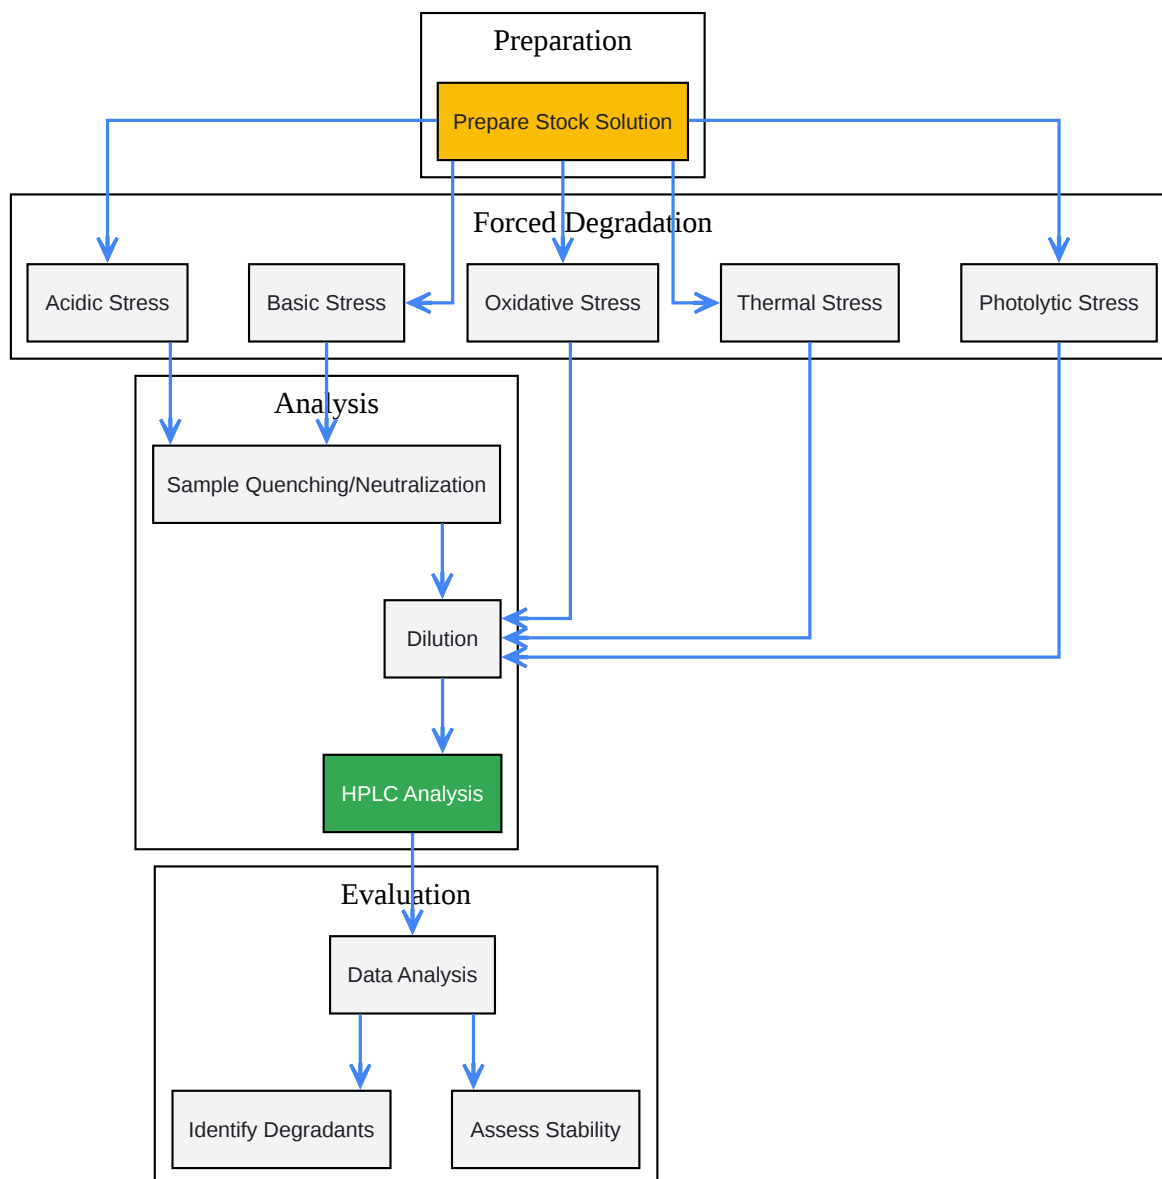 Preparation
Prepare Stock Solution
Forced Degradation
Acidic Stress
Basic Stress
Oxidative Stress
Thermal Stress
Photolytic Stress
Analysis
Sample Quenching/Neutralization
Dilution
HPLC Analysis
Evaluation
Data Analysis
Identify Degradants
Assess Stability